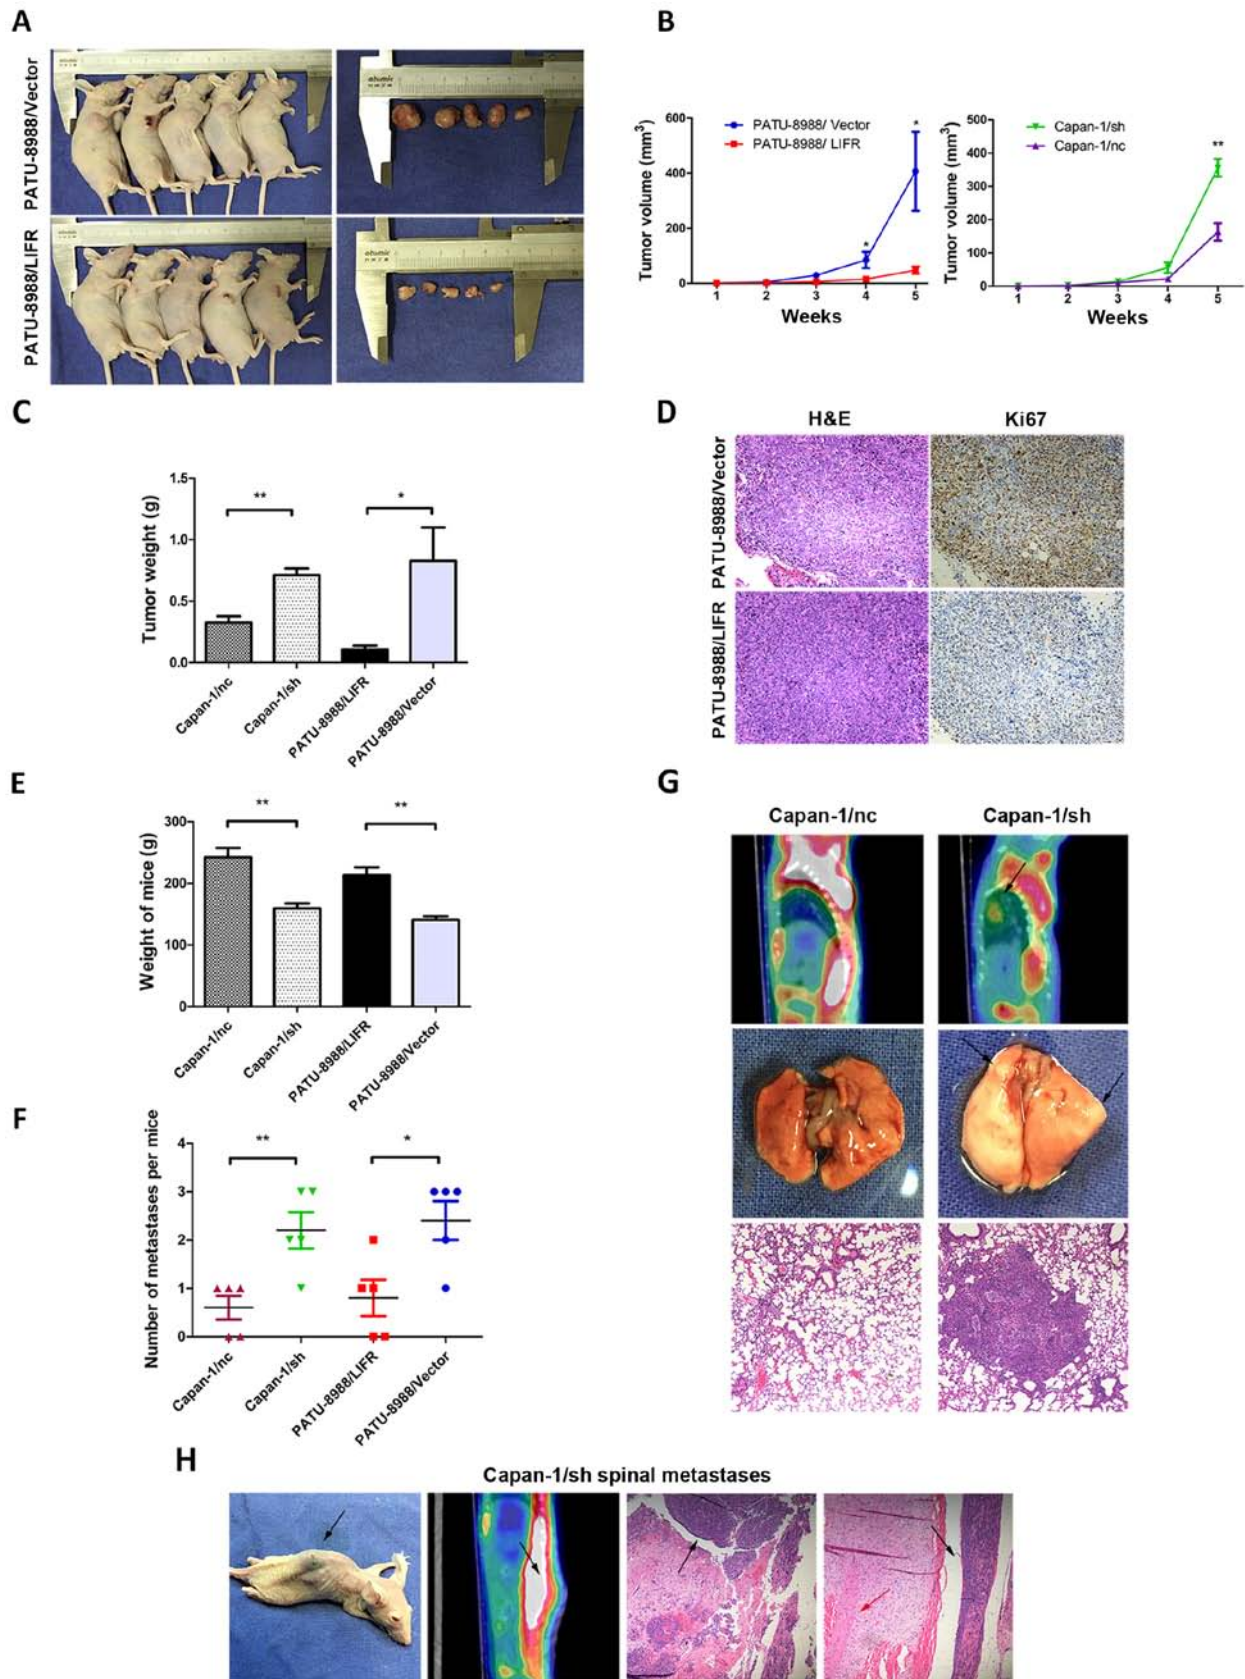 A
PATU-8988/Vector
PATU-8988/LIFR
B
Tumor volume (mm³)
600
400
200
0
PATU-8988/ Vector
PATU-8988/ LIFR
*
*
1 2 3 4 5
Weeks
Tumor volume (mm³)
500
400
300
200
100
0
Capan-1/sh
Capan-1/nc
**
1 2 3 4 5
Weeks
C
Tumor weight (g)
1.5
1.0
0.5
0.0
**
*
Capan-1/nc
Capan-1/sh
PATU-8988/LIFR
PATU-8988/Vector
D
H&E
Ki67
PATU-8988/Vector
PATU-8988/LIFR
E
Weight of mice (g)
300
200
100
0
**
**
Capan-1/nc
Capan-1/sh
PATU-8988/LIFR
PATU-8988/Vector
F
Number of metastases per mice
4
3
2
1
0
**
*
Capan-1/nc
Capan-1/sh
PATU-8988/LIFR
PATU-8988/Vector
G
Capan-1/nc
Capan-1/sh
H
Capan-1/sh spinal metastases